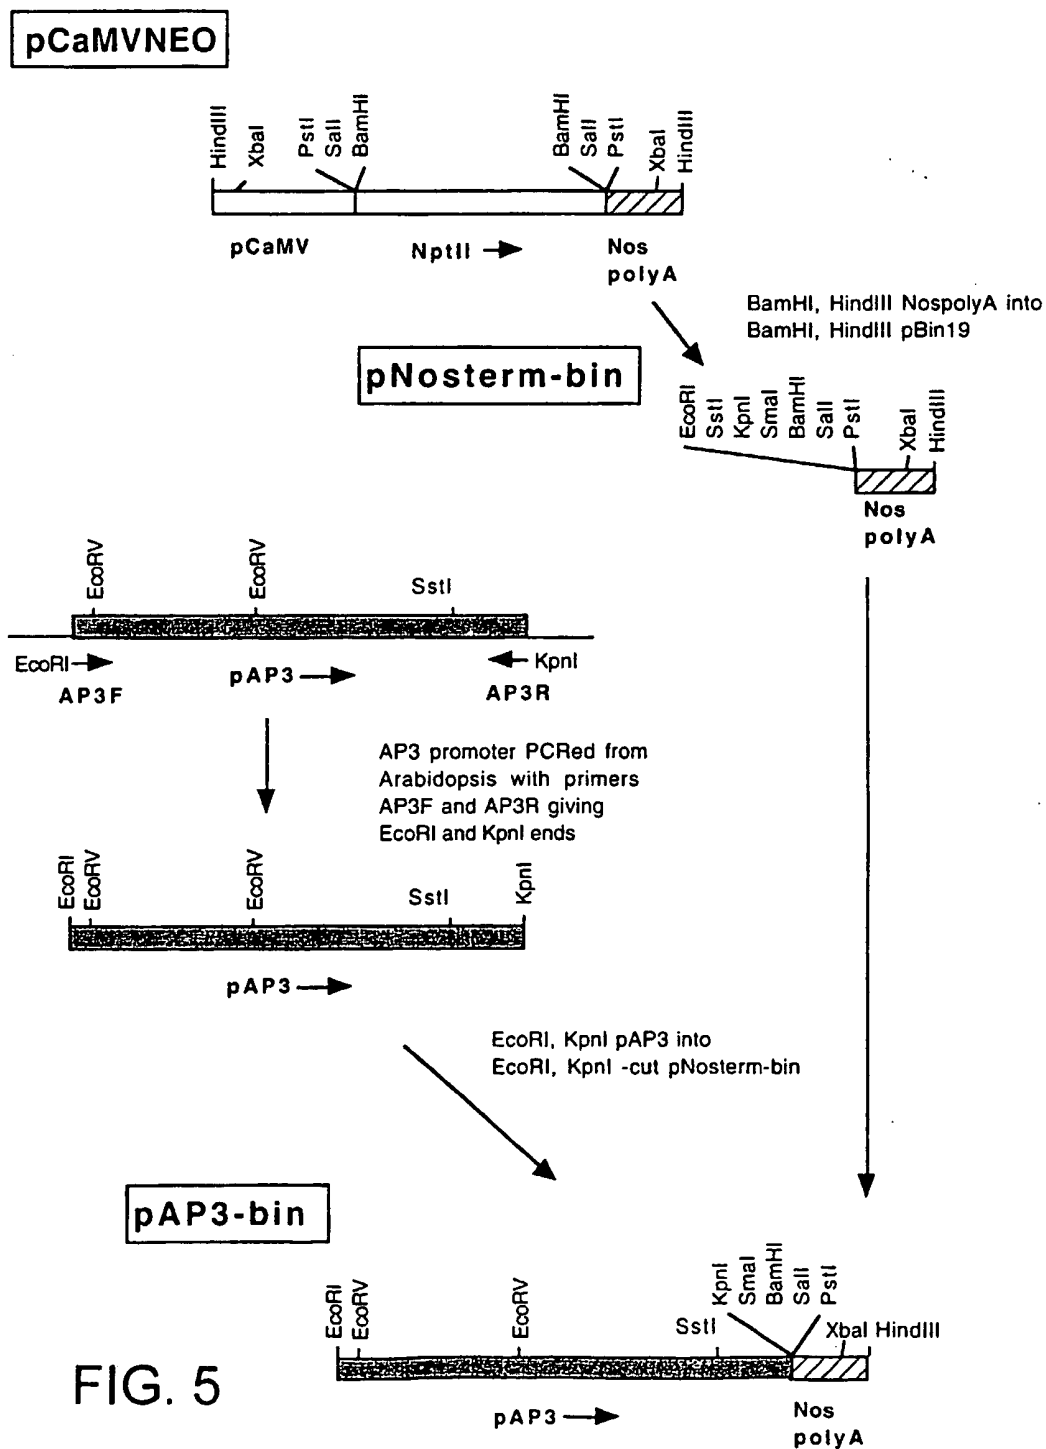 pCaMVNEO
HindIII XbaI PstI SalI BamHI BamHI SalI PstI XbaI HindIII
pCaMV NptII Nos
polyA
BamHI, HindIII NospolyA into
BamHI, HindIII pBin19
pNosterm-bin
EcoRI SstI KpnI SmaI BamHI SalI PstI XbaI HindIII
Nos
polyA
EcoRV EcoRV SstI
EcoRI pAP3 KpnI
AP3F AP3R
AP3 promoter PCRed from
Arabidopsis with primers
AP3F and AP3R giving
EcoRI and KpnI ends
EcoRI EcoRV EcoRV SstI KpnI
pAP3
EcoRI, KpnI pAP3 into
EcoRI, KpnI -cut pNosterm-bin
pAP3-bin
KpnI SmaI BamHI SalI PstI
EcoRI EcoRV EcoRV SstI XbaI HindIII
FIG. 5
pAP3 Nos
polyA